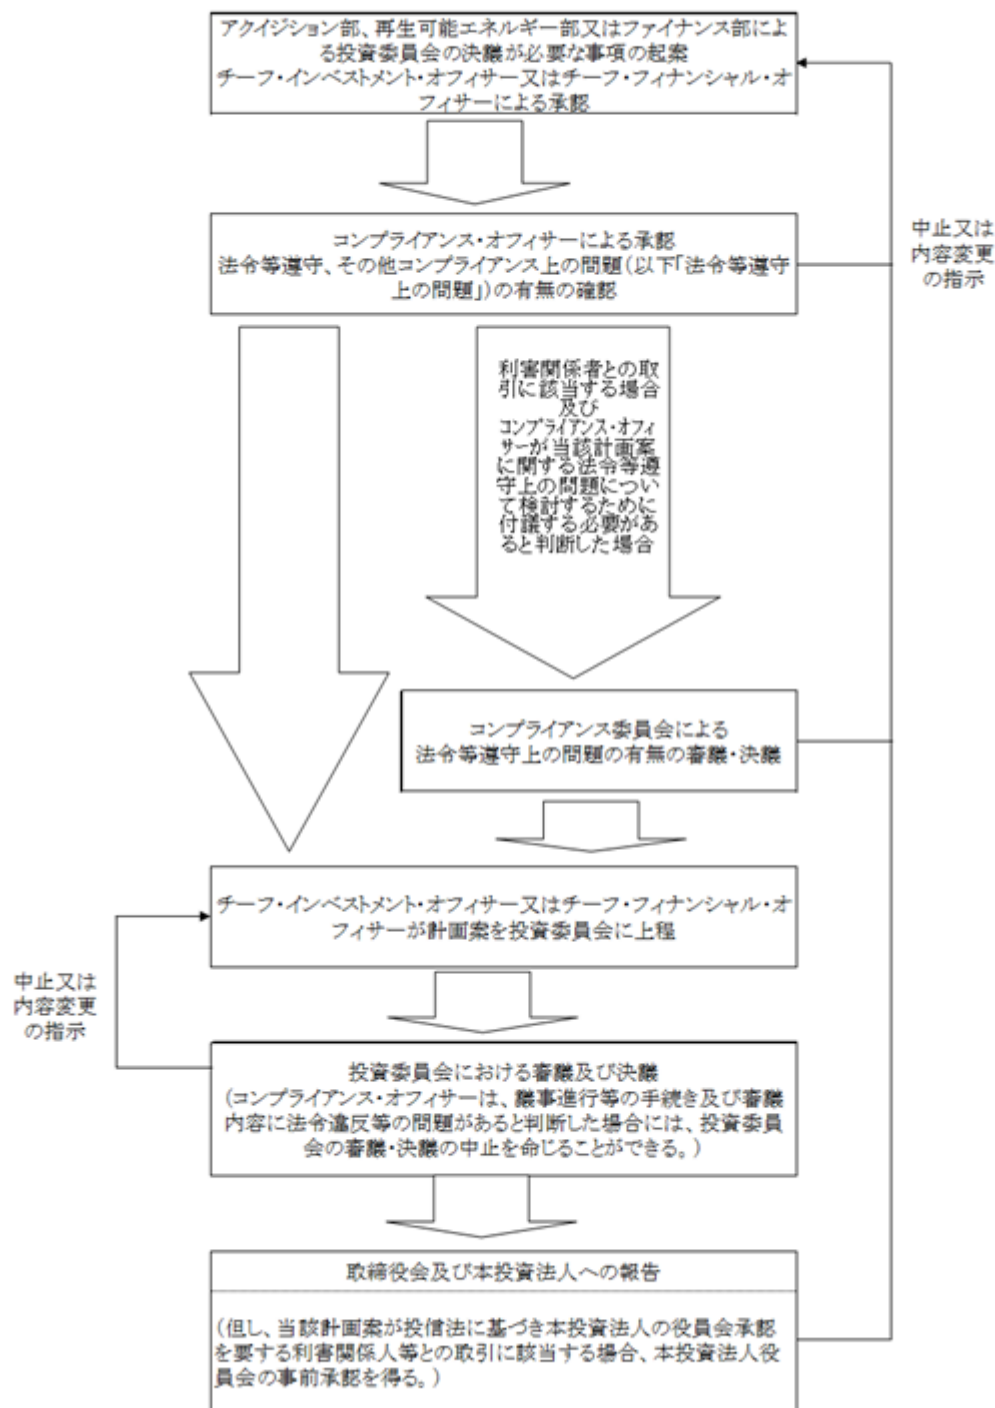 アクイジション部、再生可能エネルギー部又はファイナンス部によ
る投資委員会の決議が必要な事項の起案
チーフ・インベストメント・オフィサー又はチーフ・フィナンシャル・オ
フィサーによる承認
コンプライアンス・オフィサーによる承認
法令等遵守、その他コンプライアンス上の問題(以下「法令等遵守
上の問題」)の有無の確認
中止又は
内容変更
の指示
利害関係者との取
引に該当する場合
及び
コンプライアンス・オフィ
サーが当該計画案
に関する法令等遵
守上の問題につい
て検討するために
付議する必要があ
ると判断した場合
コンプライアンス委員会による
法令等遵守上の問題の有無の審議・決議
チーフ・インベストメント・オフィサー又はチーフ・フィナンシャル・オ
フィサーが計画案を投資委員会に上程
中止又は
内容変更
の指示
投資委員会における審議及び決議
(コンプライアンス・オフィサーは、議事進行等の手続き及び審議
内容に法令違反等の問題があると判断した場合には、投資委員
会の審議・決議の中止を命じることができる。)
取締役会及び本投資法人への報告
(但し、当該計画案が投信法に基づき本投資法人の役員会承認
を要する利害関係人等との取引に該当する場合、本投資法人役
員会の事前承認を得る。)